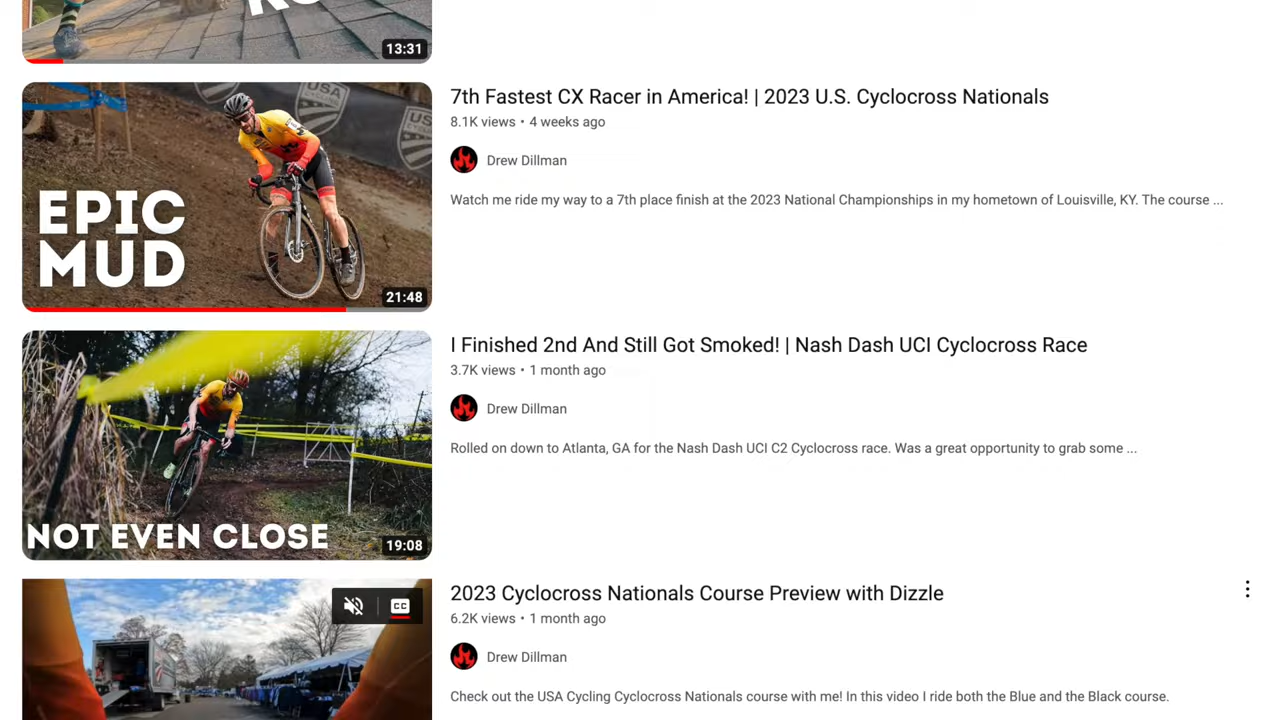 13:31
7th Fastest CX Racer in America! | 2023 U.S. Cyclocross Nationals
8.1K views • 4 weeks ago
Drew Dillman
Watch me ride my way to a 7th place finish at the 2023 National Championships in my hometown of Louisville, KY. The course ...
USA
CYCLING
US
EPIC
MUD
21:48
I Finished 2nd And Still Got Smoked! | Nash Dash UCI Cyclocross Race
3.7K views • 1 month ago
Drew Dillman
Rolled on down to Atlanta, GA for the Nash Dash UCI C2 Cyclocross race. Was a great opportunity to grab some ...
NOT EVEN CLOSE
19:08
2023 Cyclocross Nationals Course Preview with Dizzle
6.2K views • 1 month ago
Drew Dillman
Check out the USA Cycling Cyclocross Nationals course with me! In this video I ride both the Blue and the Black course.
CC